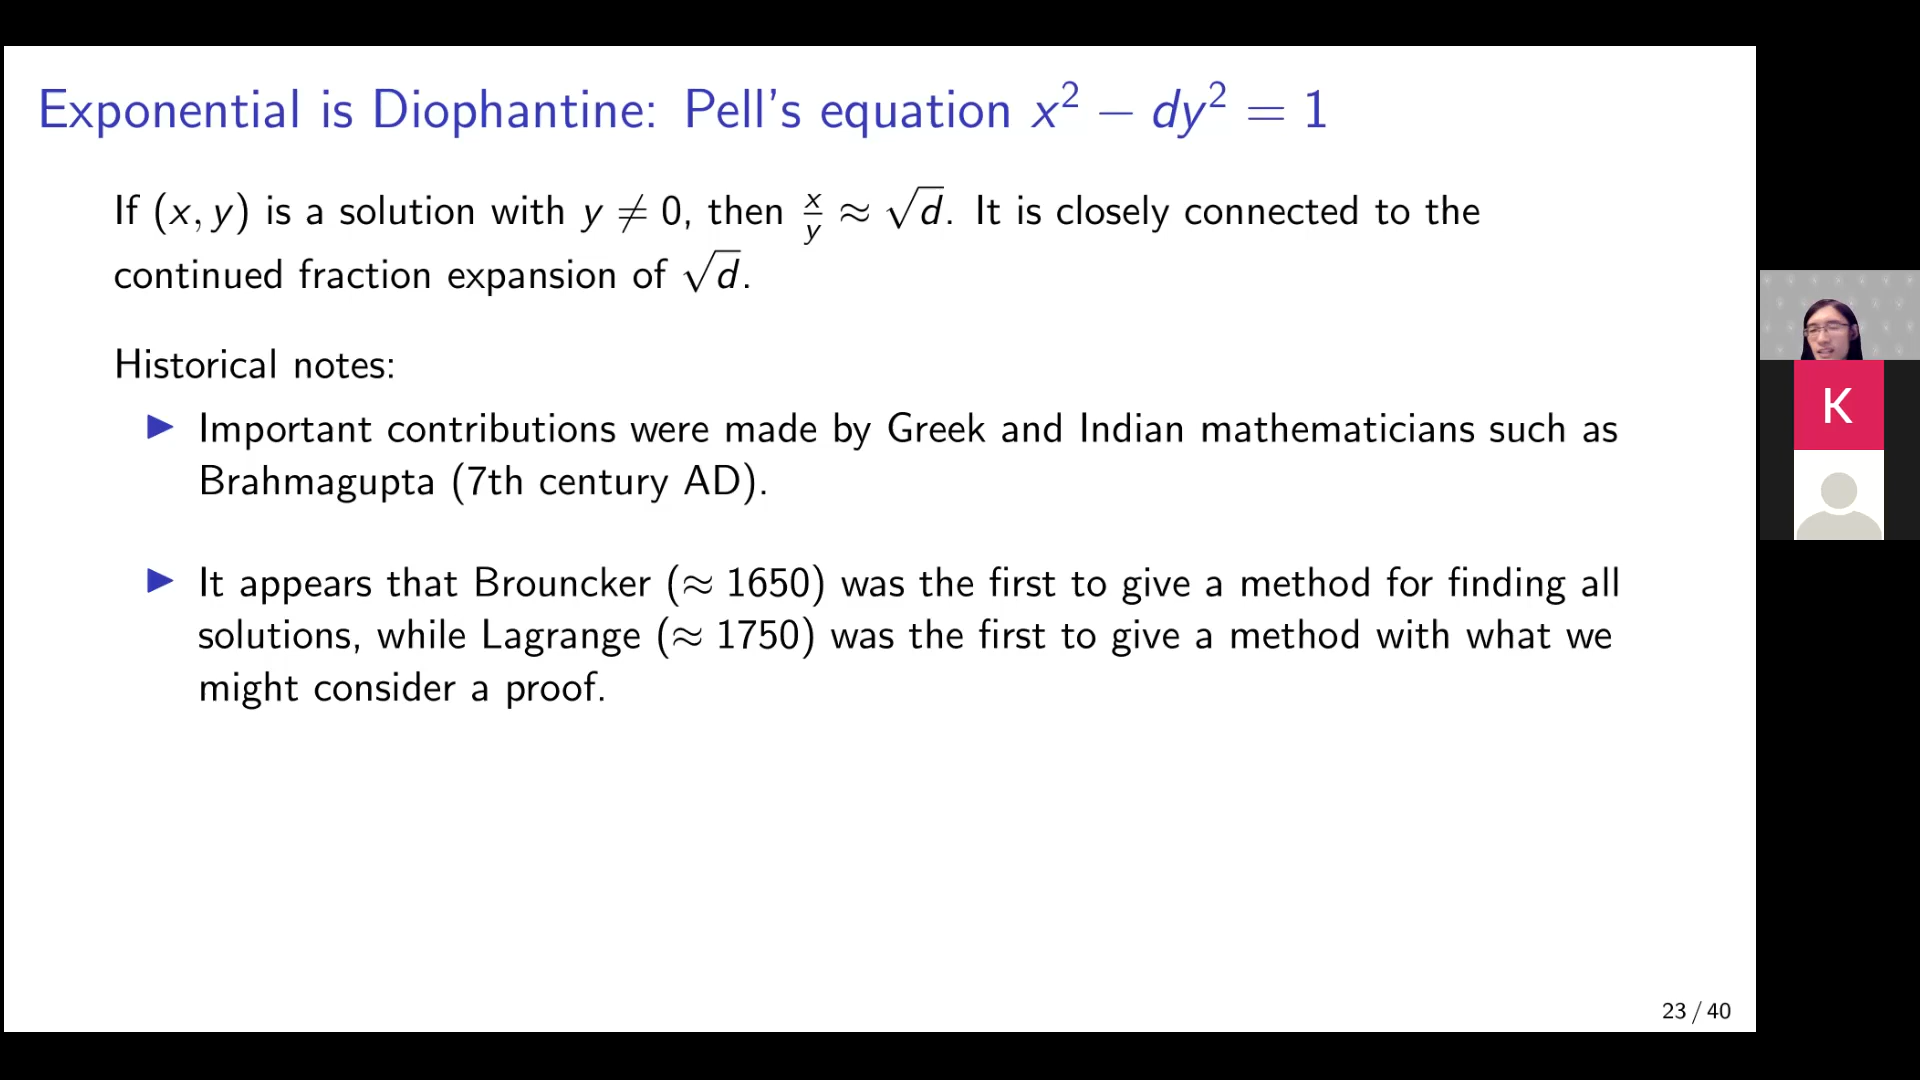 Exponential is Diophantine: Pell's equation x² − dy² = 1
If (x, y) is a solution with y ≠ 0, then x/y ≈ √d. It is closely connected to the
continued fraction expansion of √d.
Historical notes:
▶ Important contributions were made by Greek and Indian mathematicians such as
Brahmagupta (7th century AD).
▶ It appears that Brouncker (≈ 1650) was the first to give a method for finding all
solutions, while Lagrange (≈ 1750) was the first to give a method with what we
might consider a proof.
23 / 40
K